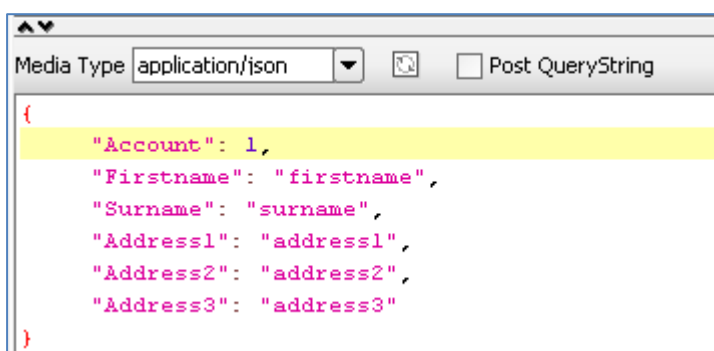 Media Type application/json Post QueryString
{
"Account": 1,
"Firstname": "firstname",
"Surname": "surname",
"Address1": "address1",
"Address2": "address2",
"Address3": "address3"
}